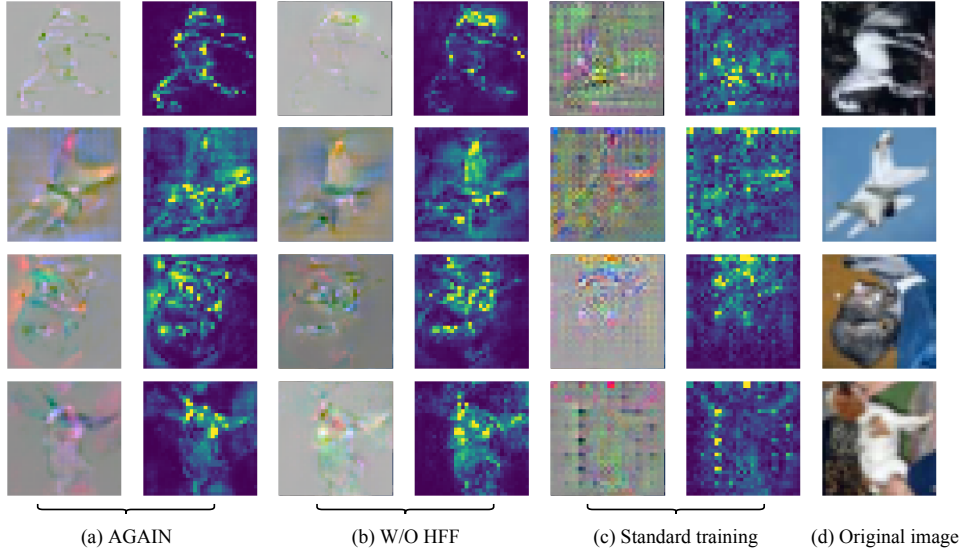 (a) AGAIN
(b) W/O HFF
(c) Standard training
(d) Original image